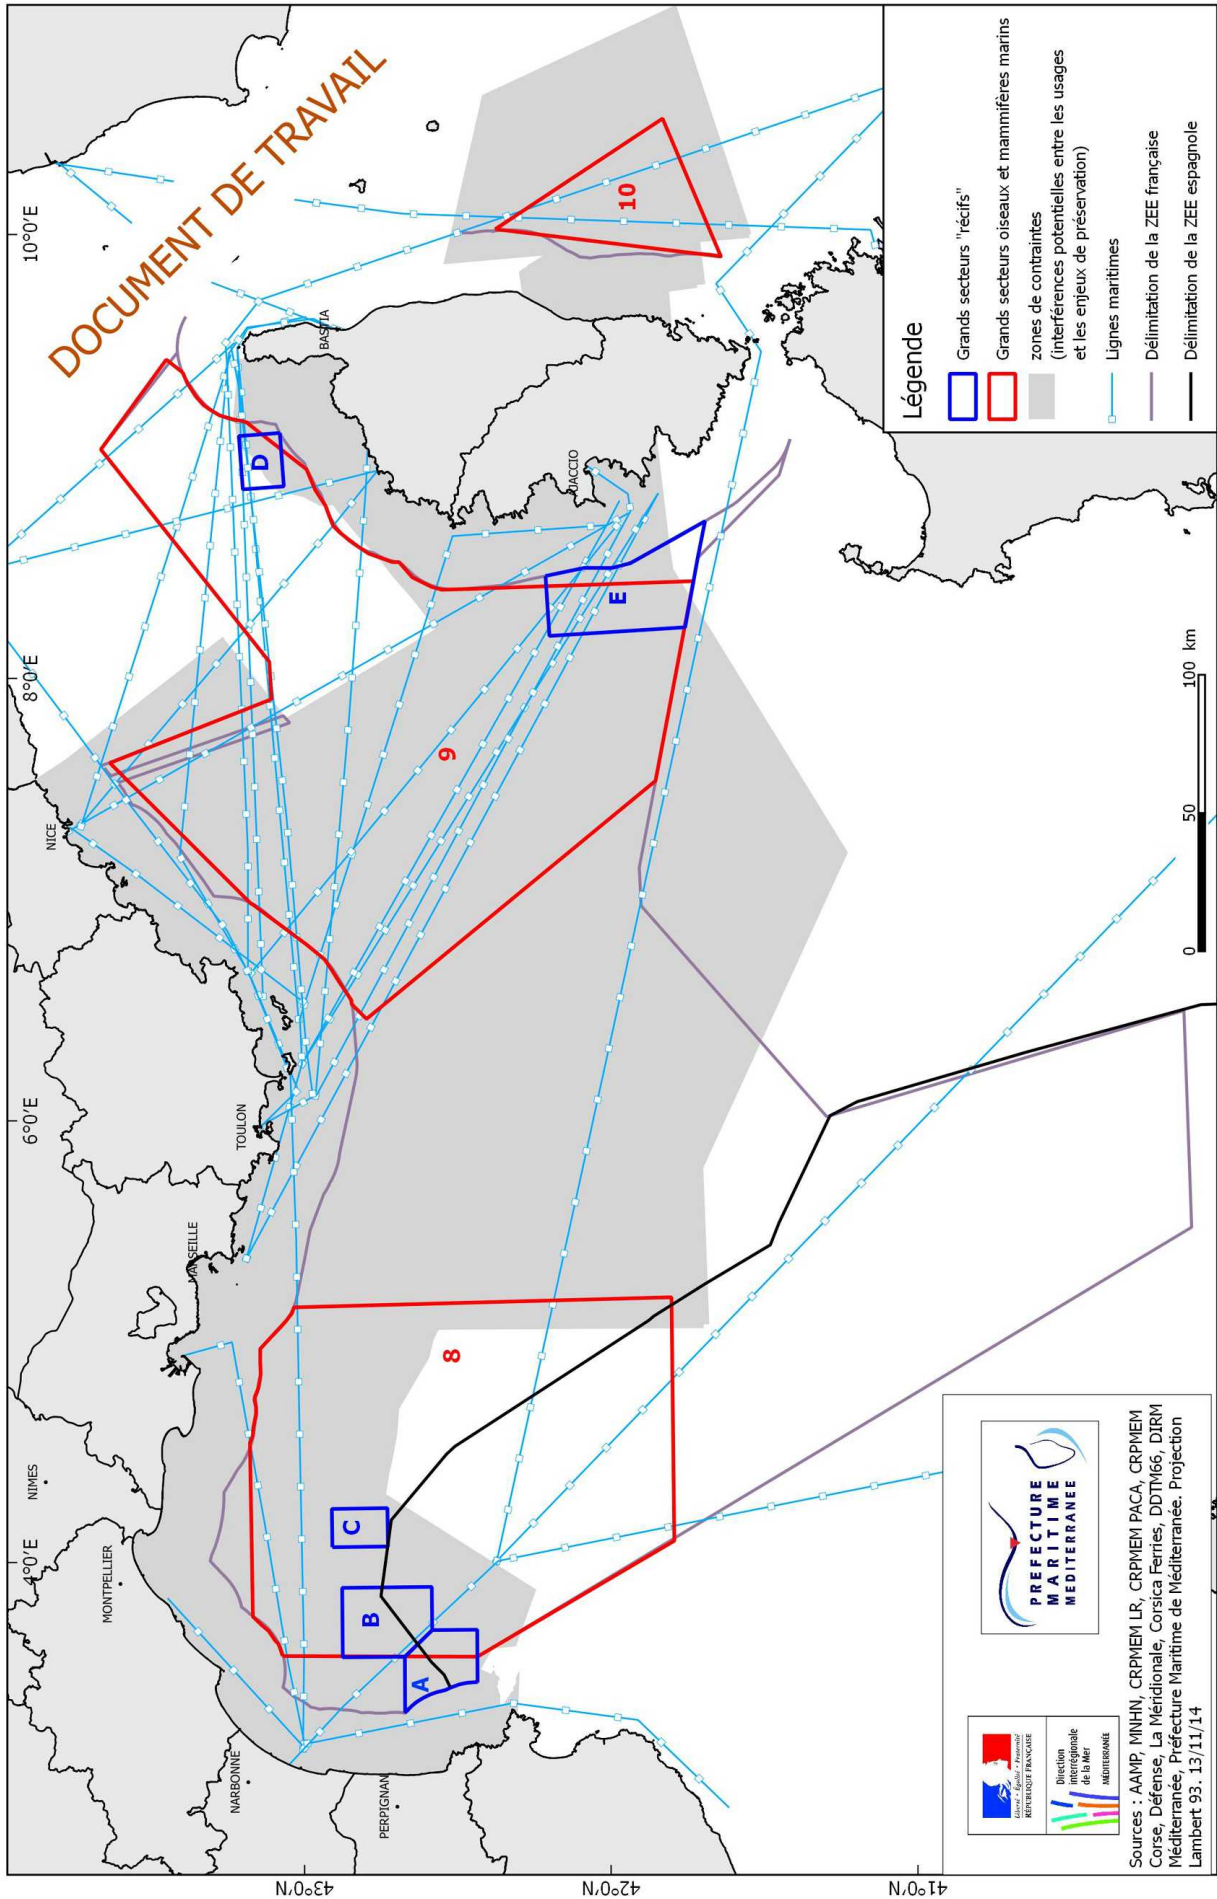 DOCUMENT DE TRAVAIL
4°0'E
6°0'E
8°0'E
10°0'E
43°0'N
42°0'N
41°0'N
NIMES
MONTPELLIER
NARBONNE
PERPIGNAN
MARSEILLE
TOULON
NICE
BASTIA
AJACCIO
A
B
C
D
E
8
9
10
0
50
100 km
Légende
Grands secteurs "récifs"
Grands secteurs oiseaux et mammifères marins
zones de contraintes
(interférences potentielles entre les usages
et les enjeux de préservation)
Lignes maritimes
Délimitation de la ZEE française
Délimitation de la ZEE espagnole
Liberté • Égalité • Fraternité
RÉPUBLIQUE FRANÇAISE
Direction
interrégionale
de la Mer
MÉDITERRANÉE
PREFECTURE
MARITIME
MEDITERRANEE
Sources : AAMP, MNHN, CRPMEM LR, CRPMEM PACA, CRPMEM
Corse, Défense, La Méridionale, Corsica Ferries, DDTM66, DIRM
Méditerranée, Préfecture Maritime de Méditerranée. Projection
Lambert 93. 13/11/14